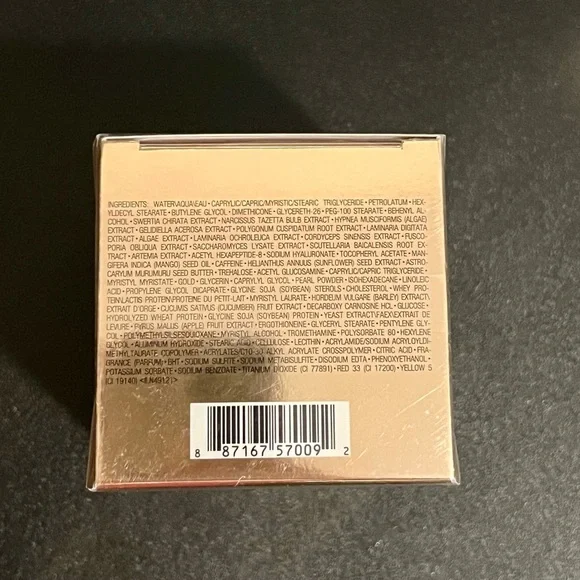 INGREDIENTS: WATER\AQUA\EAU • CAPRYLIC/CAPRIC/MYRISTIC/STEARIC TRIGLYCERIDE • PETROLATUM • HEX-
YLDECYL STEARATE • BUTYLENE GLYCOL • DIMETHICONE • GLYCERETH-26 • PEG-100 STEARATE • BEHENYL AL-
COHOL • SWERTIA CHIRATA EXTRACT • NARCISSUS TAZETTA BULB EXTRACT • HYPNEA MUSCIFORMIS (ALGAE)
EXTRACT • GELIDIELLA ACEROSA EXTRACT • POLYGONUM CUSPIDATUM ROOT EXTRACT • LAMINARIA DIGITATA
EXTRACT • ALGAE EXTRACT • LAMINARIA OCHROLEUCA EXTRACT • CORDYCEPS SINENSIS EXTRACT • FUSCO-
PORIA OBLIQUA EXTRACT • SACCHAROMYCES LYSATE EXTRACT • SCUTELLARIA BAICALENSIS ROOT EX-
TRACT • ARTEMIA EXTRACT • ACETYL HEXAPEPTIDE-8 • SODIUM HYALURONATE • TOCOPHERYL ACETATE • MAN-
GIFERA INDICA (MANGO) SEED OIL • CAFFEINE • HELIANTHUS ANNUUS (SUNFLOWER) SEED EXTRACT • ASTRO-
CARYUM MURUMURU SEED BUTTER • TREHALOSE • ACETYL GLUCOSAMINE • CAPRYLIC/CAPRIC TRIGLYCERIDE •
MYRISTYL MYRISTATE • GOLD • GLYCERIN • CAPRYLYL GLYCOL • PEARL POWDER • ISOHEXADECANE • LINOLEIC
ACID • PROPYLENE GLYCOL DICAPRATE • GLYCINE SOJA (SOYBEAN) STEROLS • CHOLESTEROL • WHEY PRO-
TEIN\LACTIS PROTEIN\PROTÉINE DU PETIT-LAIT • MYRISTYL LAURATE • HORDEUM VULGARE (BARLEY) EXTRACT\
EXTRAIT D'ORGE • CUCUMIS SATIVUS (CUCUMBER) FRUIT EXTRACT • DECARBOXY CARNOSINE HCL • GLUCOSE •
HYDROLYZED WHEAT PROTEIN • GLYCINE SOJA (SOYBEAN) PROTEIN • YEAST EXTRACT\FAEX\EXTRAIT DE
LEVURE • PYRUS MALUS (APPLE) FRUIT EXTRACT • ERGOTHIONEINE • GLYCERYL STEARATE • PENTYLENE GLY-
COL • POLYMETHYLSILSESQUIOXANE • MYRISTYL ALCOHOL • TROMETHAMINE • POLYSORBATE 80 • HEXYLENE
GLYCOL • ALUMINUM HYDROXIDE • STEARIC ACID • CELLULOSE • LECITHIN • ACRYLAMIDE/SODIUM ACRYLOYLDI-
METHYLTAURATE COPOLYMER • ACRYLATES/C10-30 ALKYL ACRYLATE CROSSPOLYMER • CITRIC ACID • FRA-
GRANCE (PARFUM) • BHT • SODIUM SULFITE • SODIUM METABISULFITE • DISODIUM EDTA • PHENOXYETHANOL •
POTASSIUM SORBATE • SODIUM BENZOATE • TITANIUM DIOXIDE (CI 77891) • RED 33 (CI 17200) • YELLOW 5
(CI 19140) <ILN49121>
8 87167 57009 2